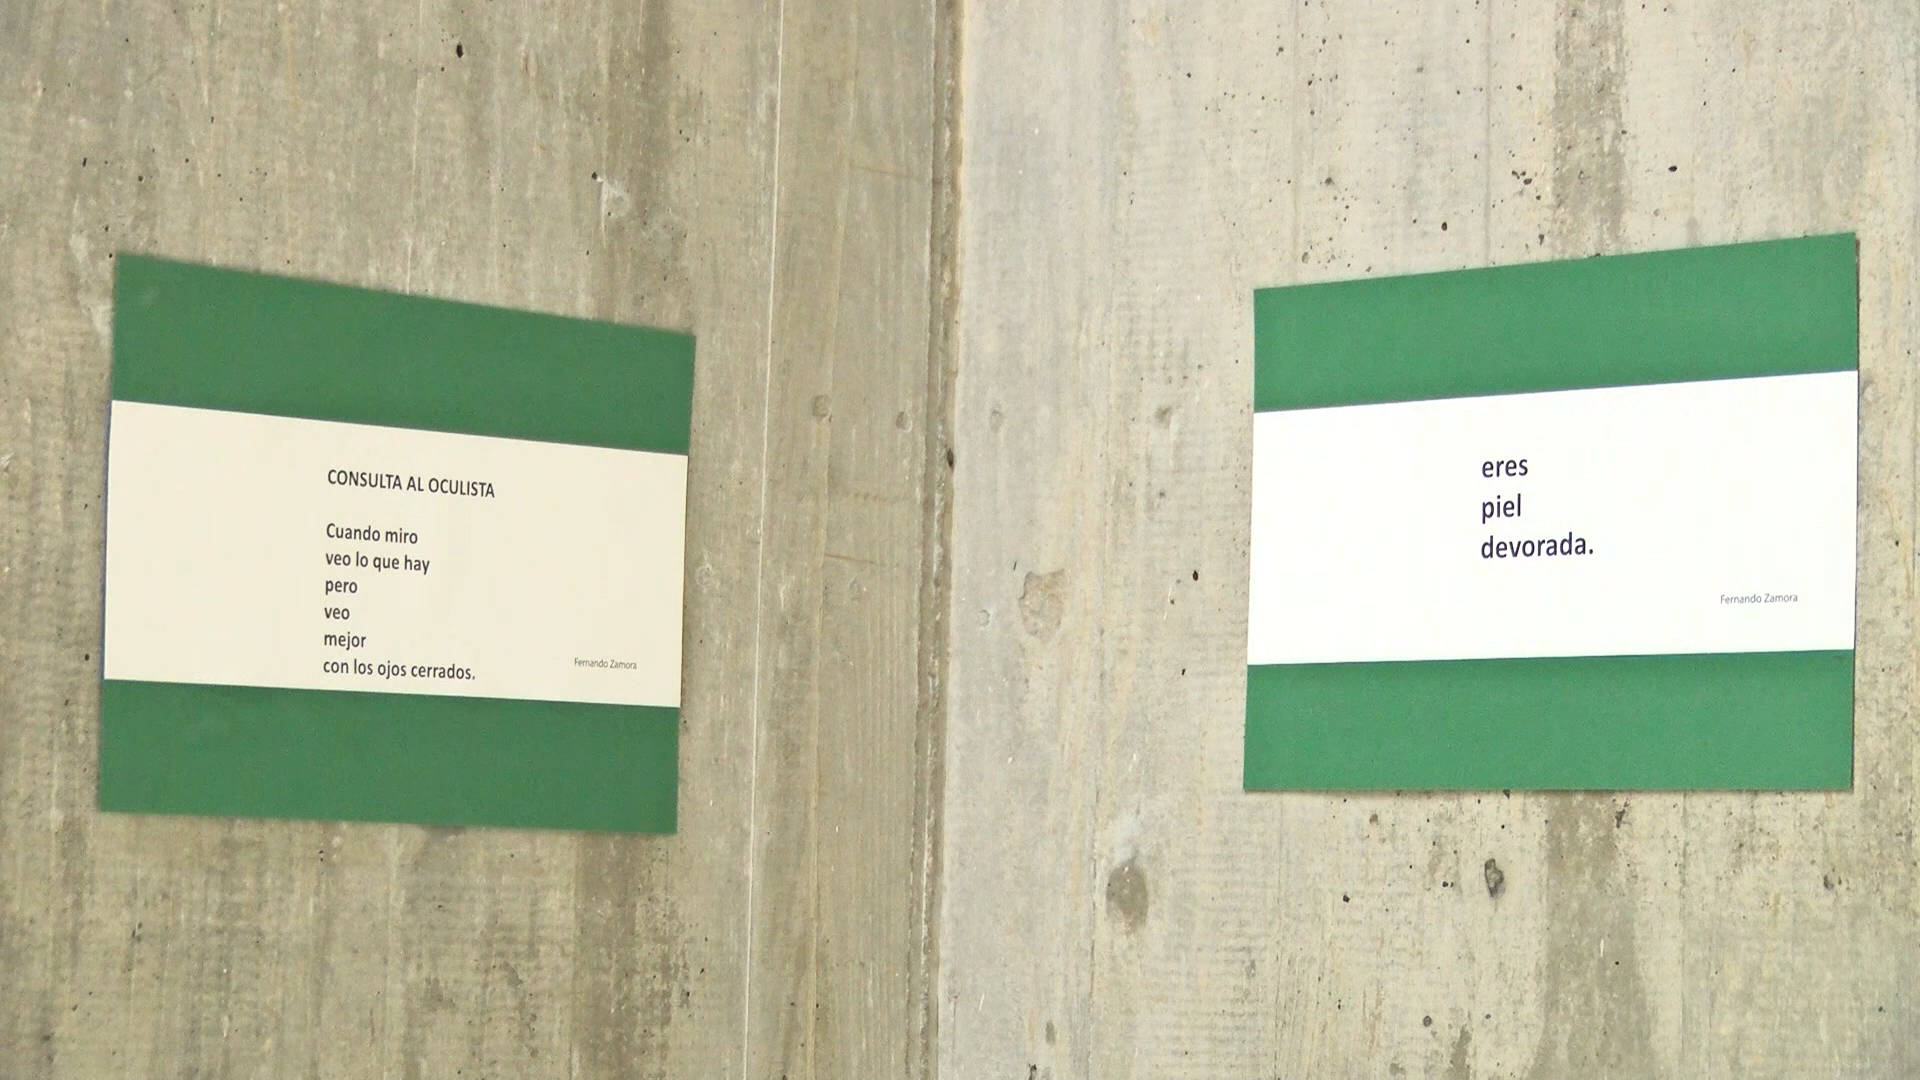 CONSULTA AL OCULISTA
Cuando miro
veo lo que hay
pero
veo
mejor
con los ojos cerrados.
Fernando Zamora
eres
piel
devorada.
Fernando Zamora